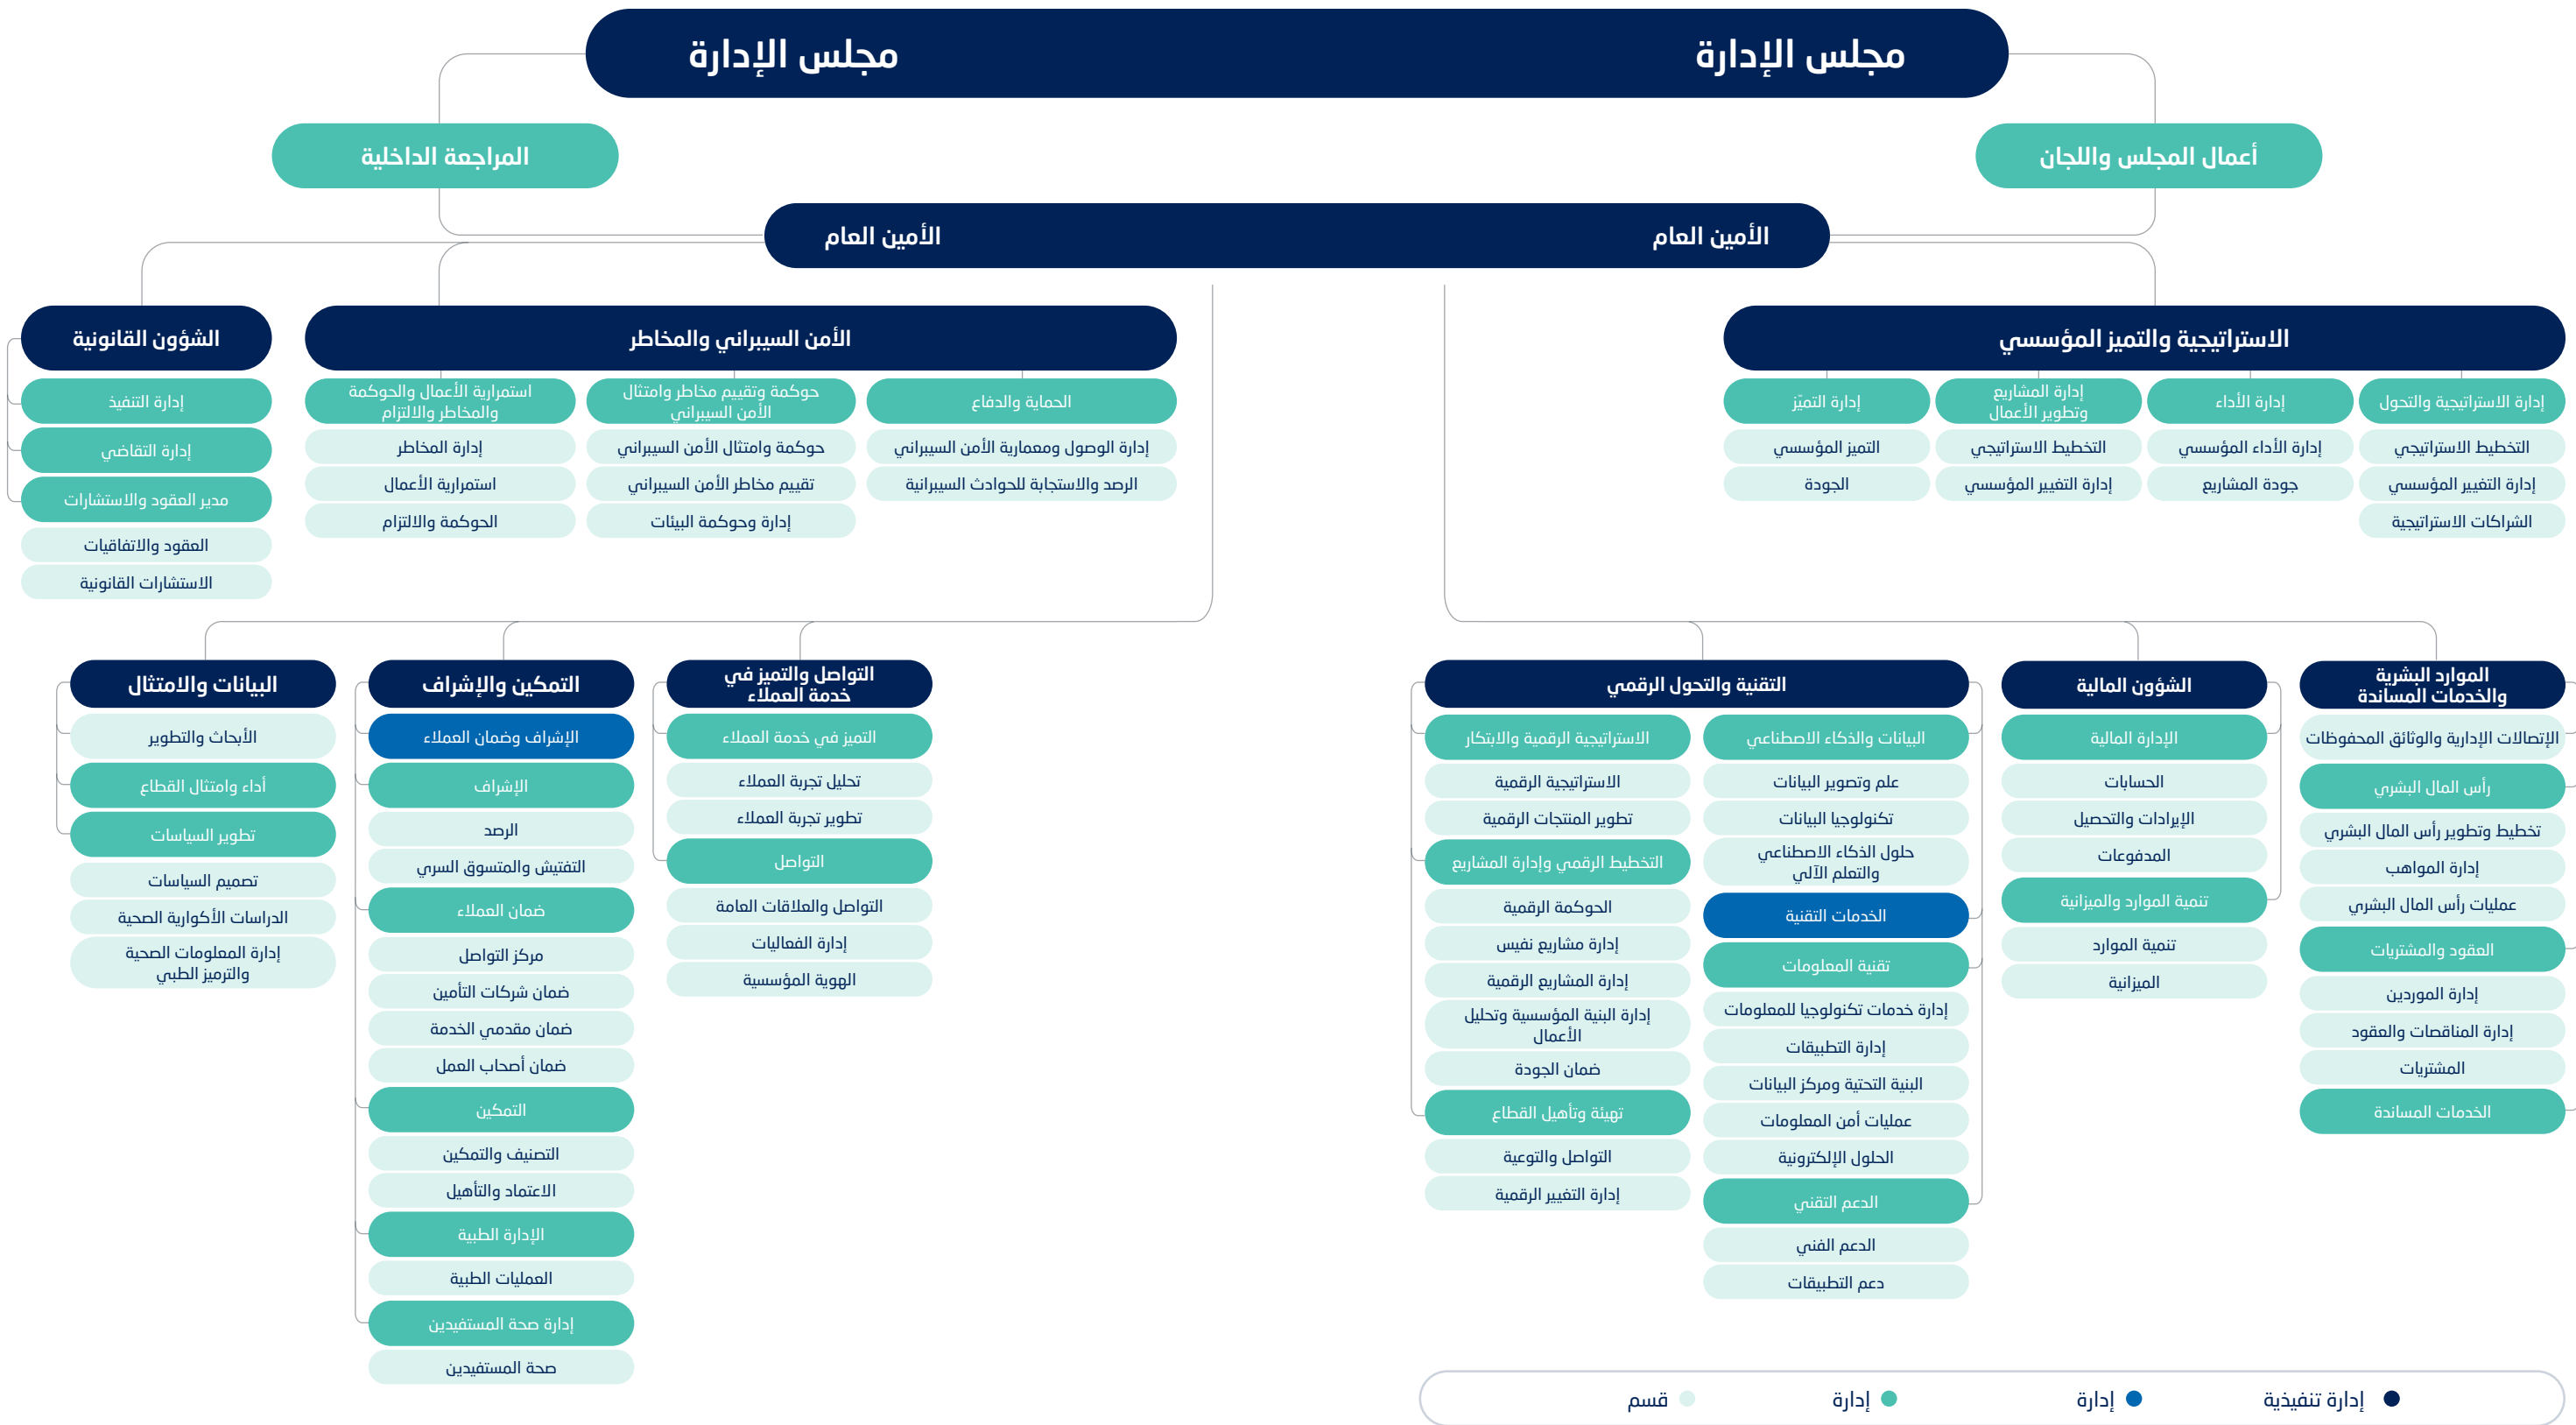 مجلس الإدارة
مجلس الإدارة
أعمال المجلس واللجان
المراجعة الداخلية
الأمين العام
الأمين العام
الاستراتيجية والتميز المؤسسي
إدارة الاستراتيجية والتحول
التخطيط الاستراتيجي
إدارة التغيير المؤسسي
الشراكات الاستراتيجية
إدارة الأداء
إدارة الأداء المؤسسي
جودة المشاريع
إدارة المشاريع
وتطوير الأعمال
التخطيط الاستراتيجي
إدارة التغيير المؤسسي
إدارة التميّز
التميز المؤسسي
الجودة
الأمن السيبراني والمخاطر
الحماية والدفاع
إدارة الوصول ومعمارية الأمن السيبراني
الرصد والاستجابة للحوادث السيبرانية
حوكمة وتقييم مخاطر وامتثال
الأمن السيبراني
حوكمة وامتثال الأمن السيبراني
تقييم مخاطر الأمن السيبراني
إدارة وحوكمة البيئات
استمرارية الأعمال والحوكمة
والمخاطر والالتزام
إدارة المخاطر
استمرارية الأعمال
الحوكمة والالتزام
الشؤون القانونية
إدارة التنفيذ
إدارة التقاضي
مدير العقود والاستشارات
العقود والاتفاقيات
الاستشارات القانونية
الموارد البشرية
والخدمات المساندة
الإتصالات الإدارية والوثائق المحفوظات
رأس المال البشري
تخطيط وتطوير رأس المال البشري
إدارة المواهب
عمليات رأس المال البشري
العقود والمشتريات
إدارة الموردين
إدارة المناقصات والعقود
المشتريات
الخدمات المساندة
الشؤون المالية
الإدارة المالية
الحسابات
الإيرادات والتحصيل
المدفوعات
تنمية الموارد والميزانية
تنمية الموارد
الميزانية
التقنية والتحول الرقمي
البيانات والذكاء الاصطناعي
علم وتصوير البيانات
تكنولوجيا البيانات
حلول الذكاء الاصطناعي
والتعلم الآلي
الخدمات التقنية
تقنية المعلومات
إدارة خدمات تكنولوجيا للمعلومات
إدارة التطبيقات
البنية التحتية ومركز البيانات
عمليات أمن المعلومات
الحلول الإلكترونية
الدعم التقني
الدعم الفني
دعم التطبيقات
الاستراتيجية الرقمية والابتكار
الاستراتيجية الرقمية
تطوير المنتجات الرقمية
التخطيط الرقمي وإدارة المشاريع
الحوكمة الرقمية
إدارة مشاريع نفيس
إدارة المشاريع الرقمية
إدارة البنية المؤسسية وتحليل
الأعمال
ضمان الجودة
تهيئة وتأهيل القطاع
التواصل والتوعية
إدارة التغيير الرقمية
التواصل والتميز في
خدمة العملاء
التميز في خدمة العملاء
تحليل تجربة العملاء
تطوير تجربة العملاء
التواصل
التواصل والعلاقات العامة
إدارة الفعاليات
الهوية المؤسسية
التمكين والإشراف
الإشراف وضمان العملاء
الإشراف
الرصد
التفتيش والمتسوق السري
ضمان العملاء
مركز التواصل
ضمان شركات التأمين
ضمان مقدمي الخدمة
ضمان أصحاب العمل
التمكين
التصنيف والتمكين
الاعتماد والتأهيل
الإدارة الطبية
العمليات الطبية
إدارة صحة المستفيدين
صحة المستفيدين
البيانات والامتثال
الأبحاث والتطوير
أداء وامتثال القطاع
تطوير السياسات
تصميم السياسات
الدراسات الأكوارية الصحية
إدارة المعلومات الصحية
والترميز الطبي
إدارة تنفيذية
إدارة
إدارة
قسم